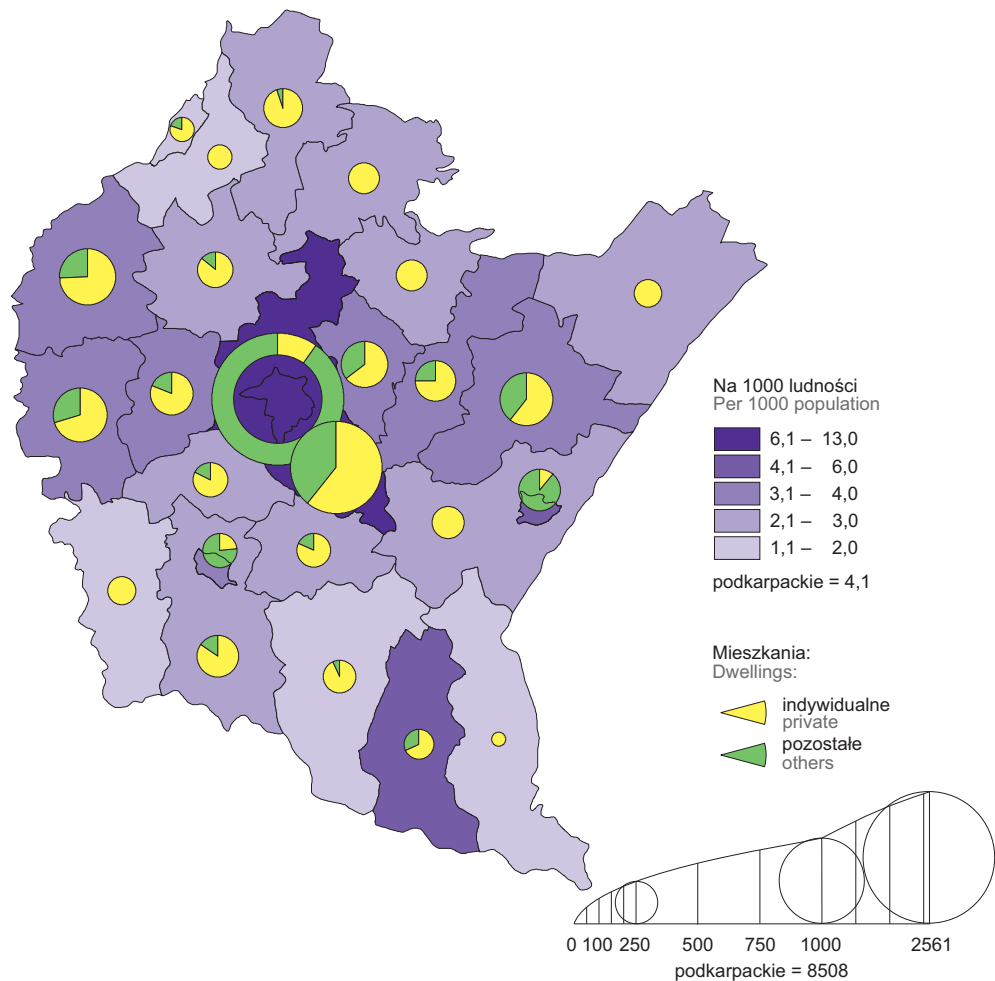 Na 1000 ludności
Per 1000 population
6,1 – 13,0
4,1 – 6,0
3,1 – 4,0
2,1 – 3,0
1,1 – 2,0
podkarpackie = 4,1
Mieszkania:
Dwellings:
indywidualne
private
pozostałe
others
0 100 250 500 750 1000 2561
podkarpackie = 8508